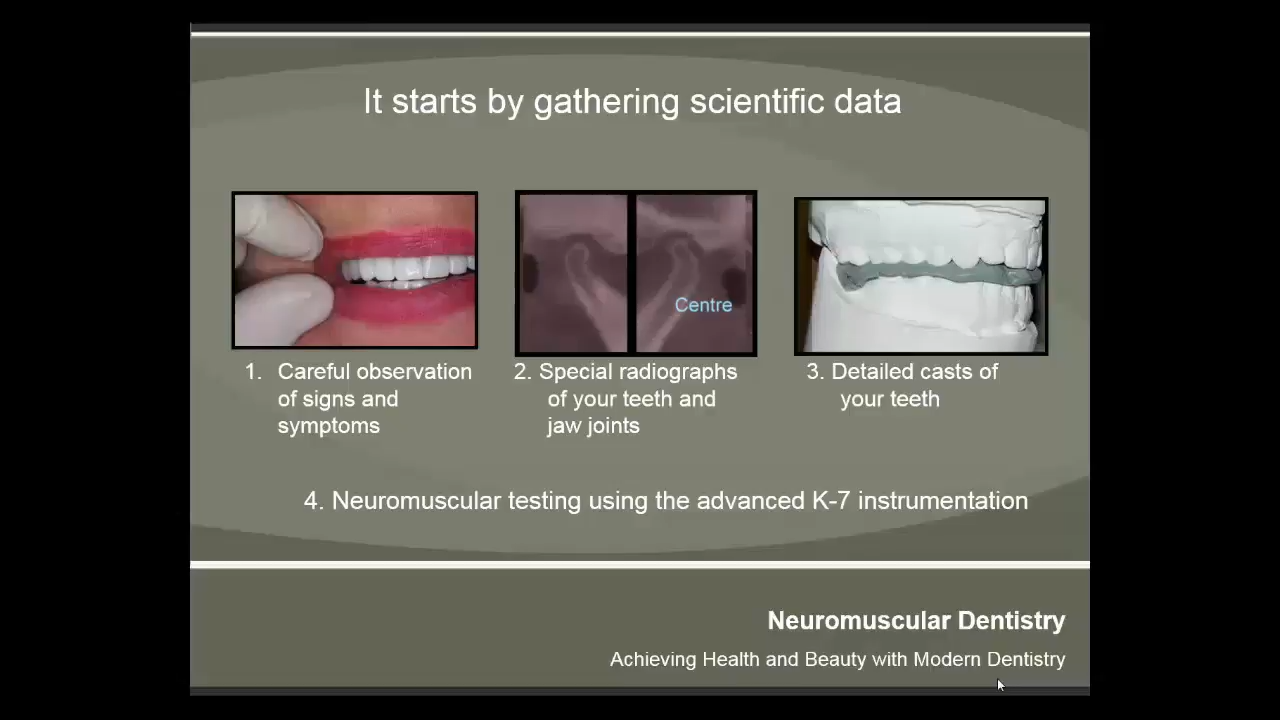 It starts by gathering scientific data
Centre
1. Careful observation
of signs and
symptoms
2. Special radiographs
of your teeth and
jaw joints
3. Detailed casts of
your teeth
4. Neuromuscular testing using the advanced K-7 instrumentation
Neuromuscular Dentistry
Achieving Health and Beauty with Modern Dentistry